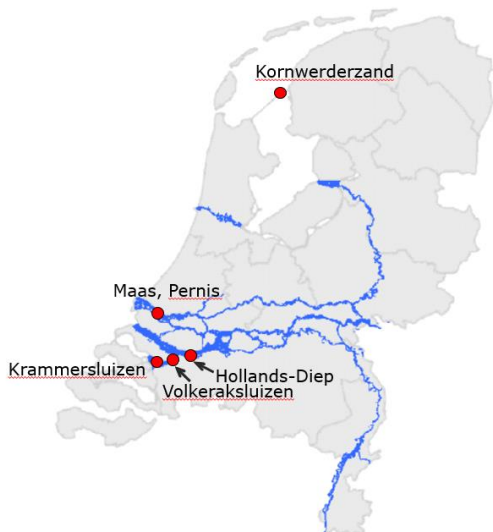 Kornwerderzand
Maas, Pernis
Krammersluizen
Hollands-Diep
Volkeraksluizen